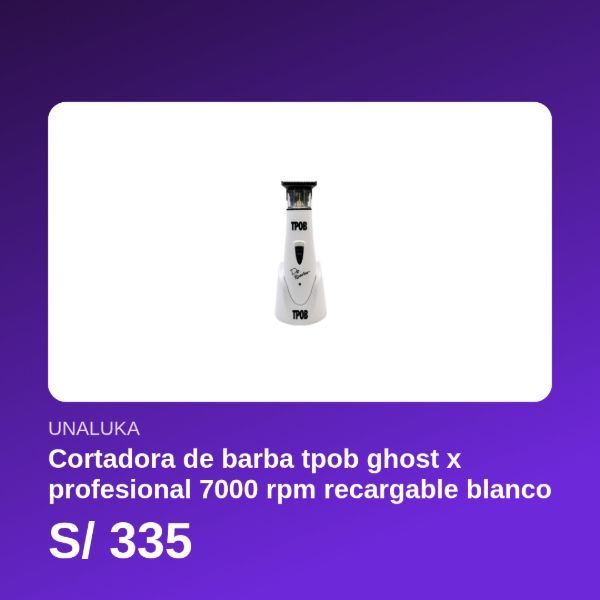 TPOB
TPOB
UNALUKA
Cortadora de barba tpob ghost x
profesional 7000 rpm recargable blanco
S/ 335